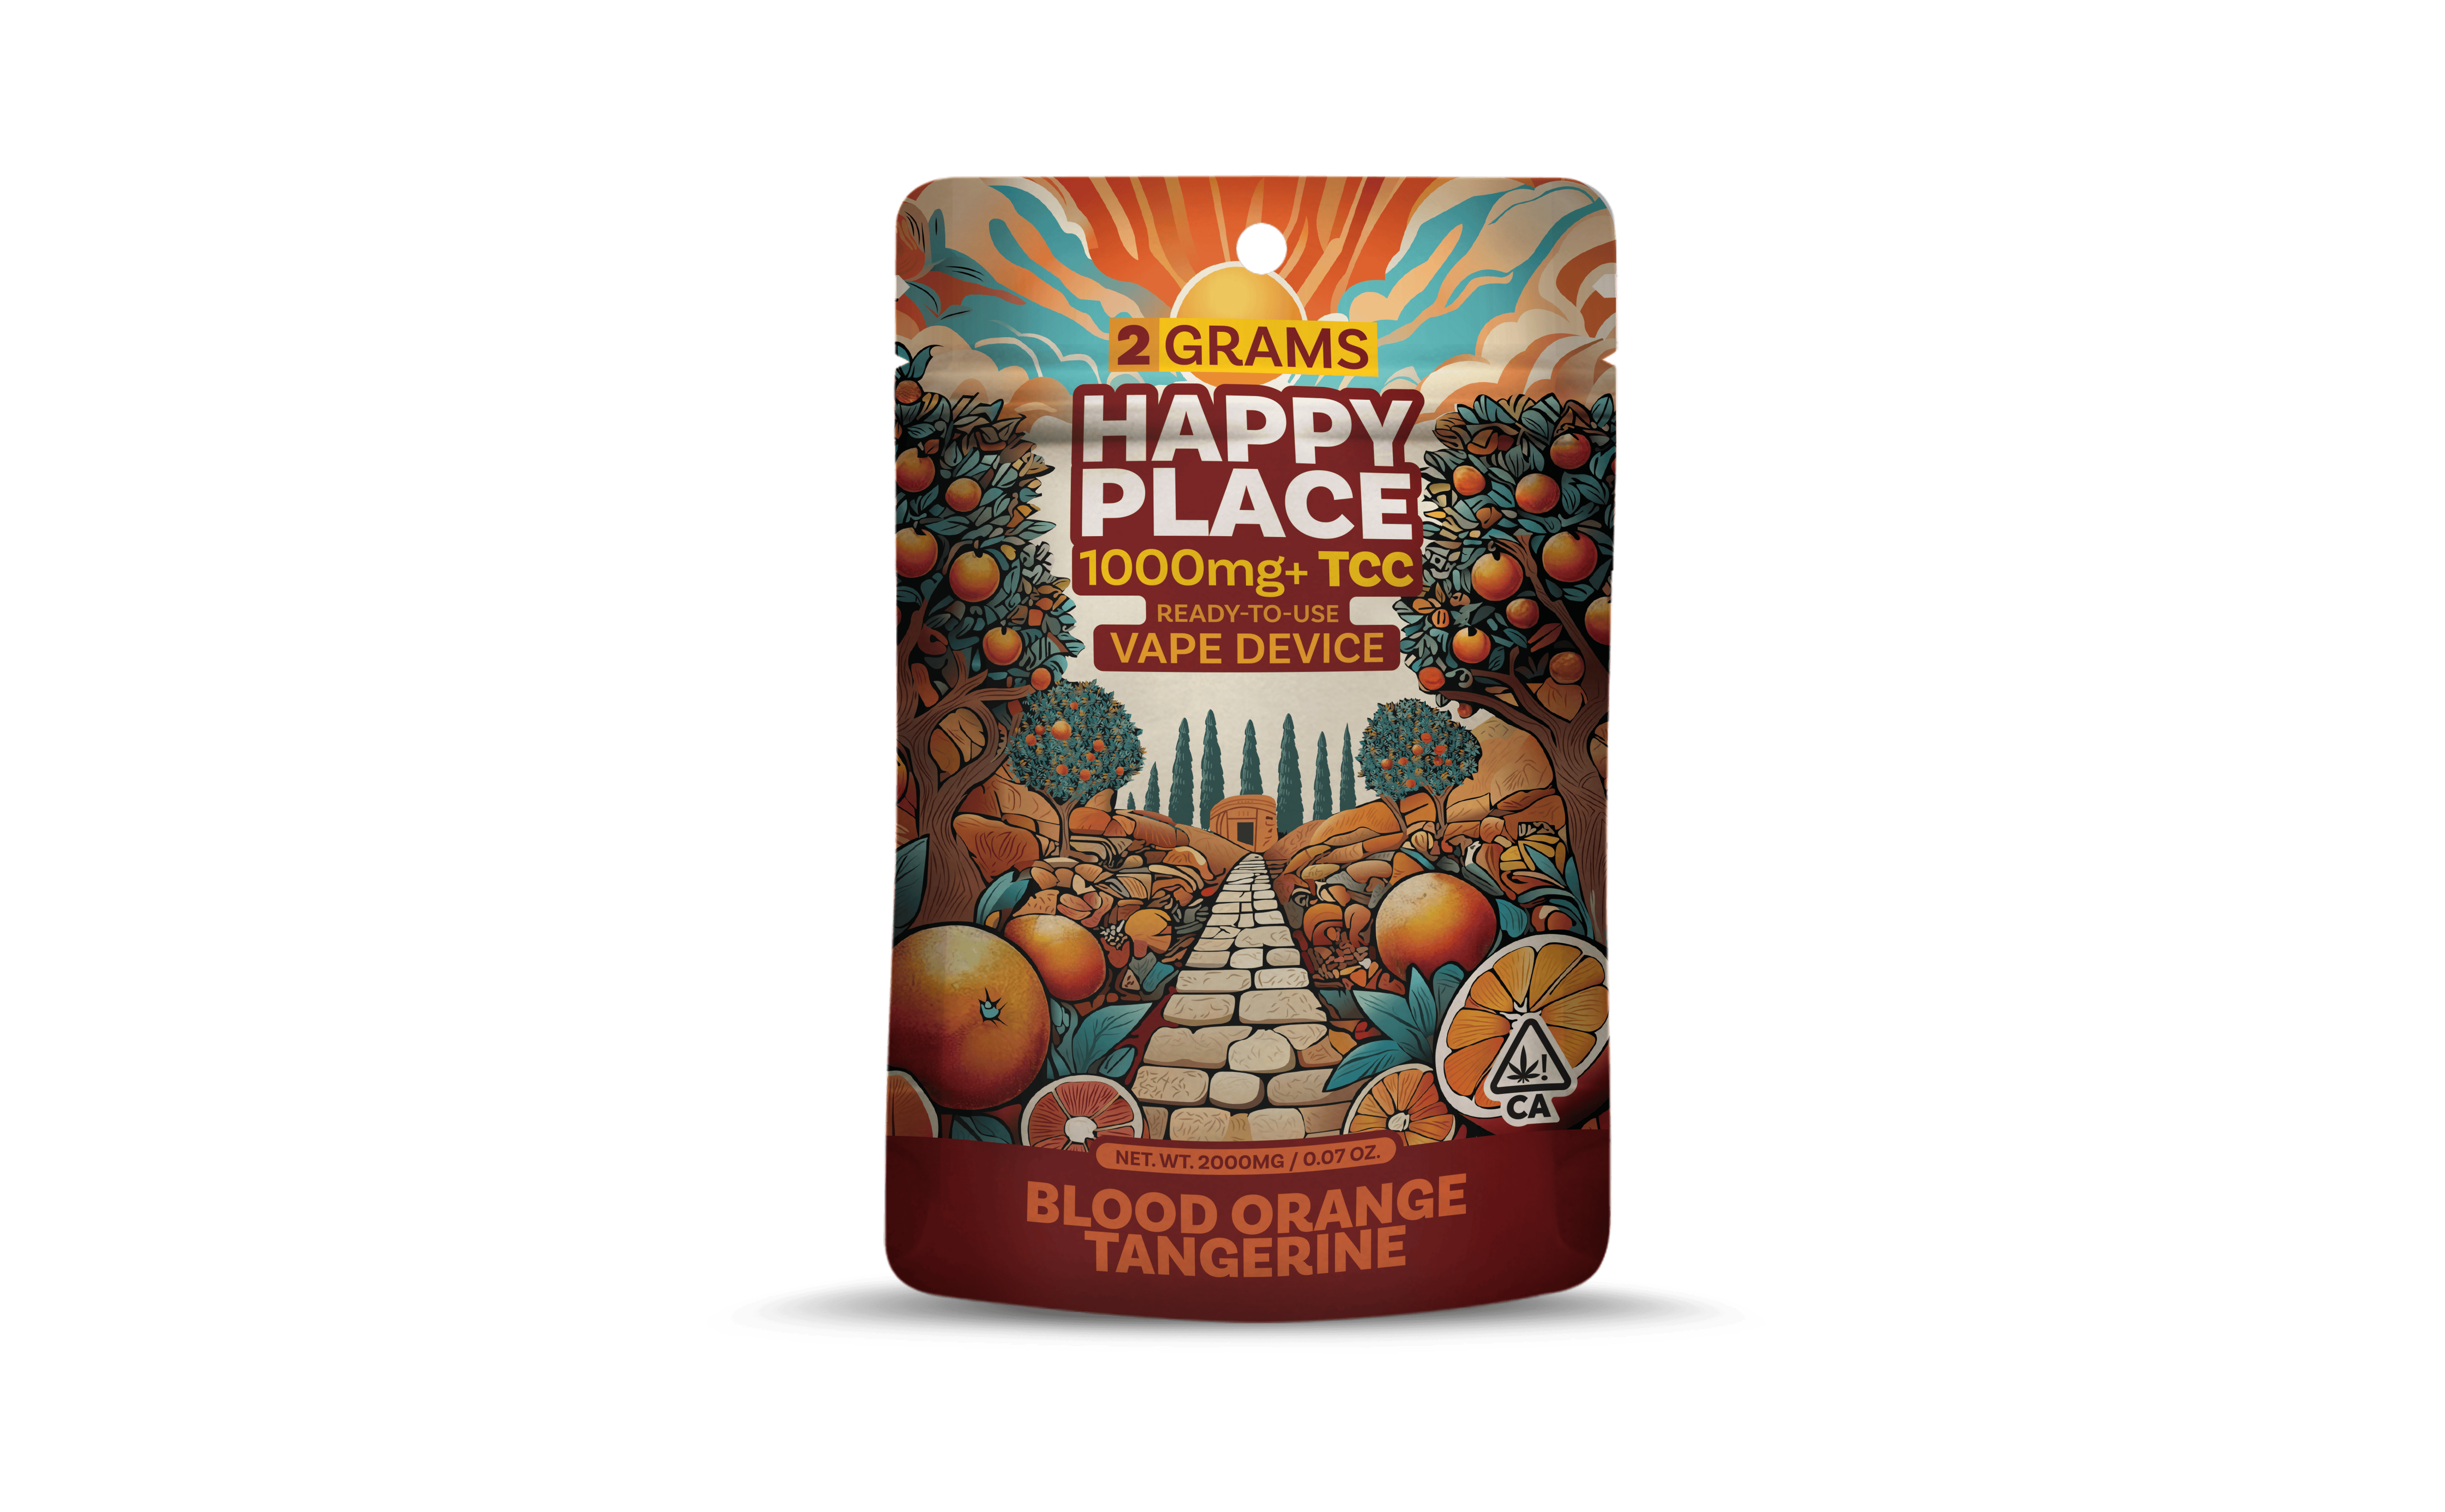 2 GRAMS
HAPPY
PLACE
1000mg+ TCC
READY-TO-USE
VAPE DEVICE
!
CA
NET. WT. 2000MG / 0.07 OZ.
BLOOD ORANGE
TANGERINE